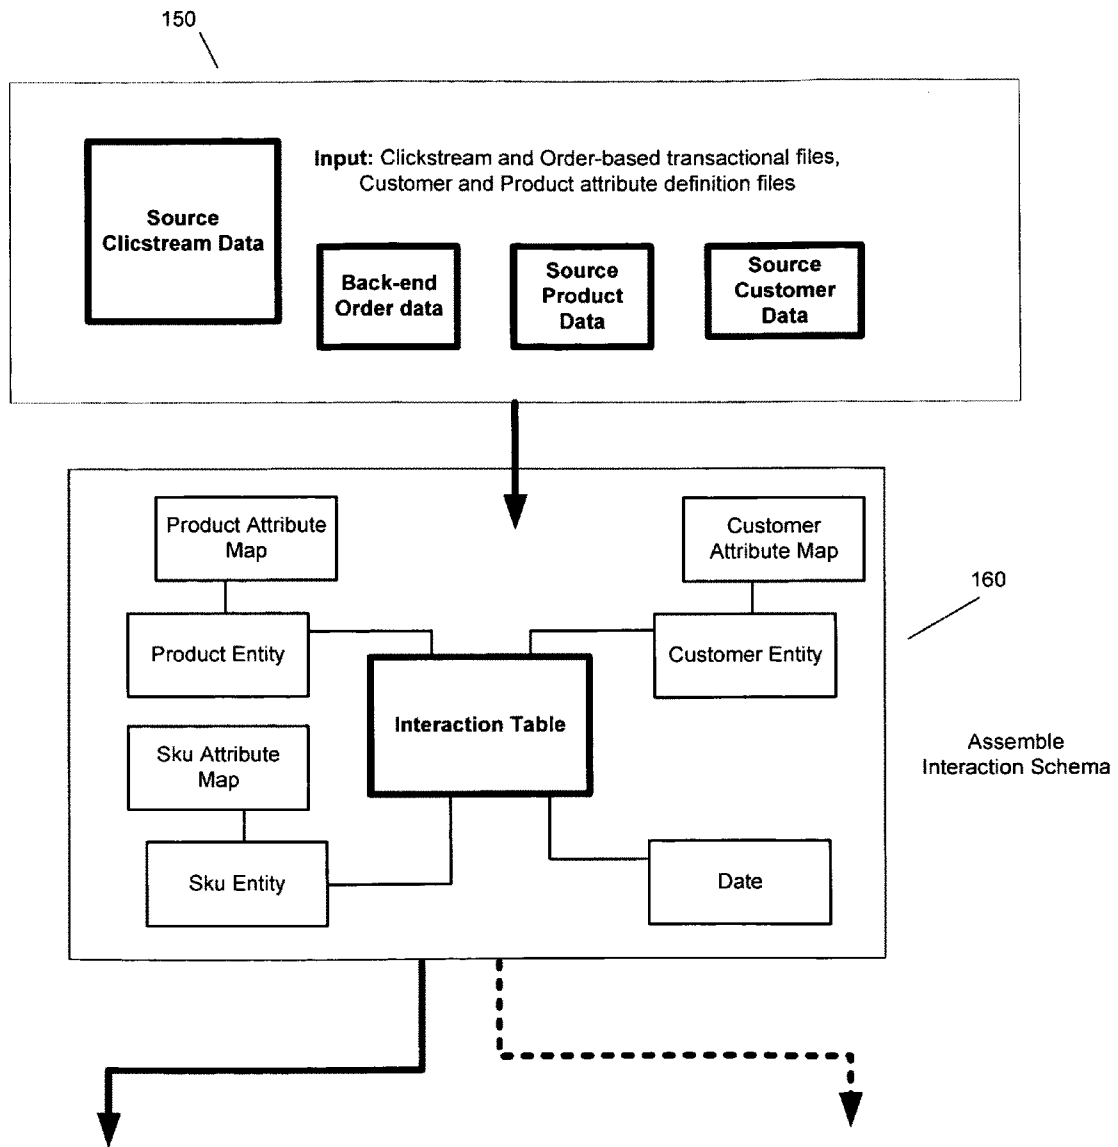 150
Input: Clickstream and Order-based transactional files,
Customer and Product attribute definition files
Source
Clicstream Data
Back-end
Order data
Source
Product
Data
Source
Customer
Data
Product Attribute
Map
Customer
Attribute Map
160
Product Entity
Customer Entity
Interaction Table
Sku Attribute
Map
Assemble
Interaction Schema
Sku Entity
Date